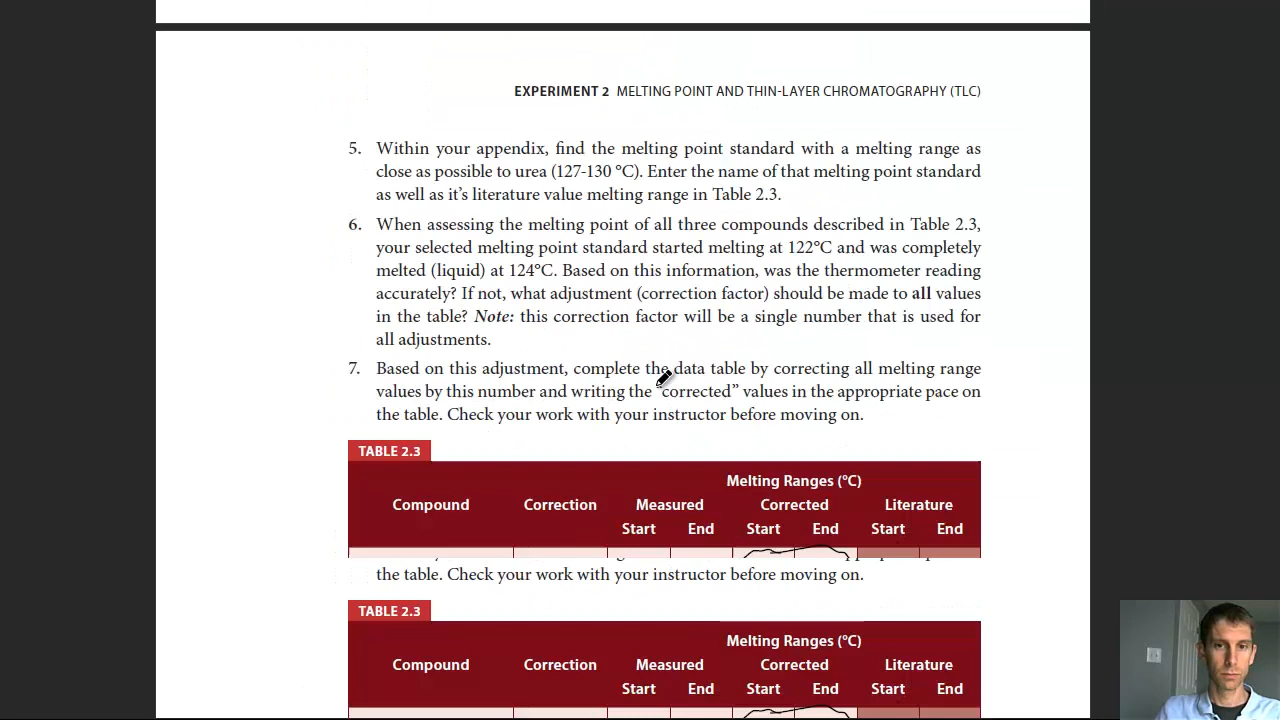 EXPERIMENT 2 MELTING POINT AND THIN-LAYER CHROMATOGRAPHY (TLC)
5. Within your appendix, find the melting point standard with a melting range as
close as possible to urea (127-130 °C). Enter the name of that melting point standard
as well as it's literature value melting range in Table 2.3.
6. When assessing the melting point of all three compounds described in Table 2.3,
your selected melting point standard started melting at 122°C and was completely
melted (liquid) at 124°C. Based on this information, was the thermometer reading
accurately? If not, what adjustment (correction factor) should be made to all values
in the table? Note: this correction factor will be a single number that is used for
all adjustments.
7. Based on this adjustment, complete the data table by correcting all melting range
values by this number and writing the “corrected” values in the appropriate pace on
the table. Check your work with your instructor before moving on.
TABLE 2.3
Melting Ranges (°C)
Compound Correction Measured Corrected Literature
Start End Start End Start End
the table. Check your work with your instructor before moving on.
TABLE 2.3
Melting Ranges (°C)
Compound Correction Measured Corrected Literature
Start End Start End Start End